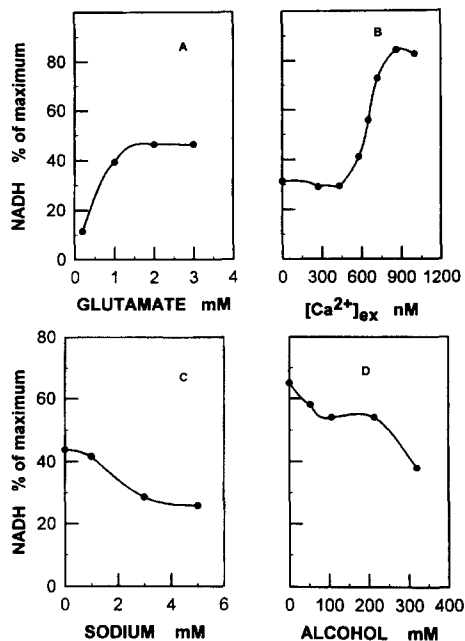 A
B
NADH % of maximum
80
60
40
20
0
0 1 2 3 4
GLUTAMATE mM
0 300 600 900 1200
[Ca²⁺]ₑₓ nM
C
D
NADH % of maximum
80
60
40
20
0
0 2 4 6
SODIUM mM
0 100 200 300 400
ALCOHOL mM